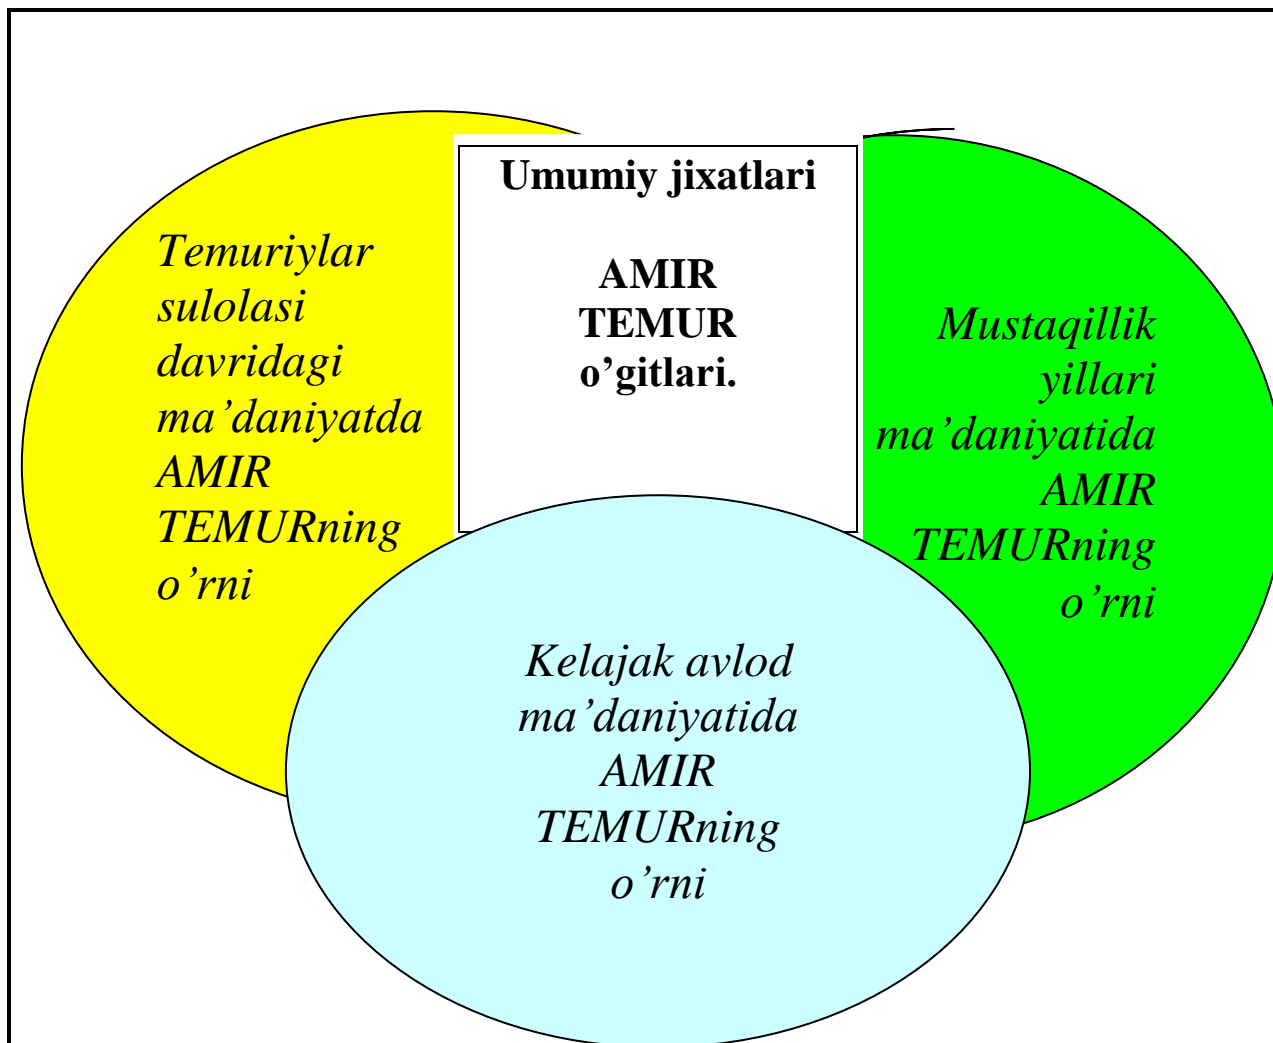 Umumiy jixatlari
AMIR
TEMUR
o’gitlari.
Temuriylar
sulolasi
davridagi
ma’daniyatda
AMIR
TEMURning
o’rni
Mustaqillik
yillari
ma’daniyatida
AMIR
TEMURning
o’rni
Kelajak avlod
ma’daniyatida
AMIR
TEMURning
o’rni